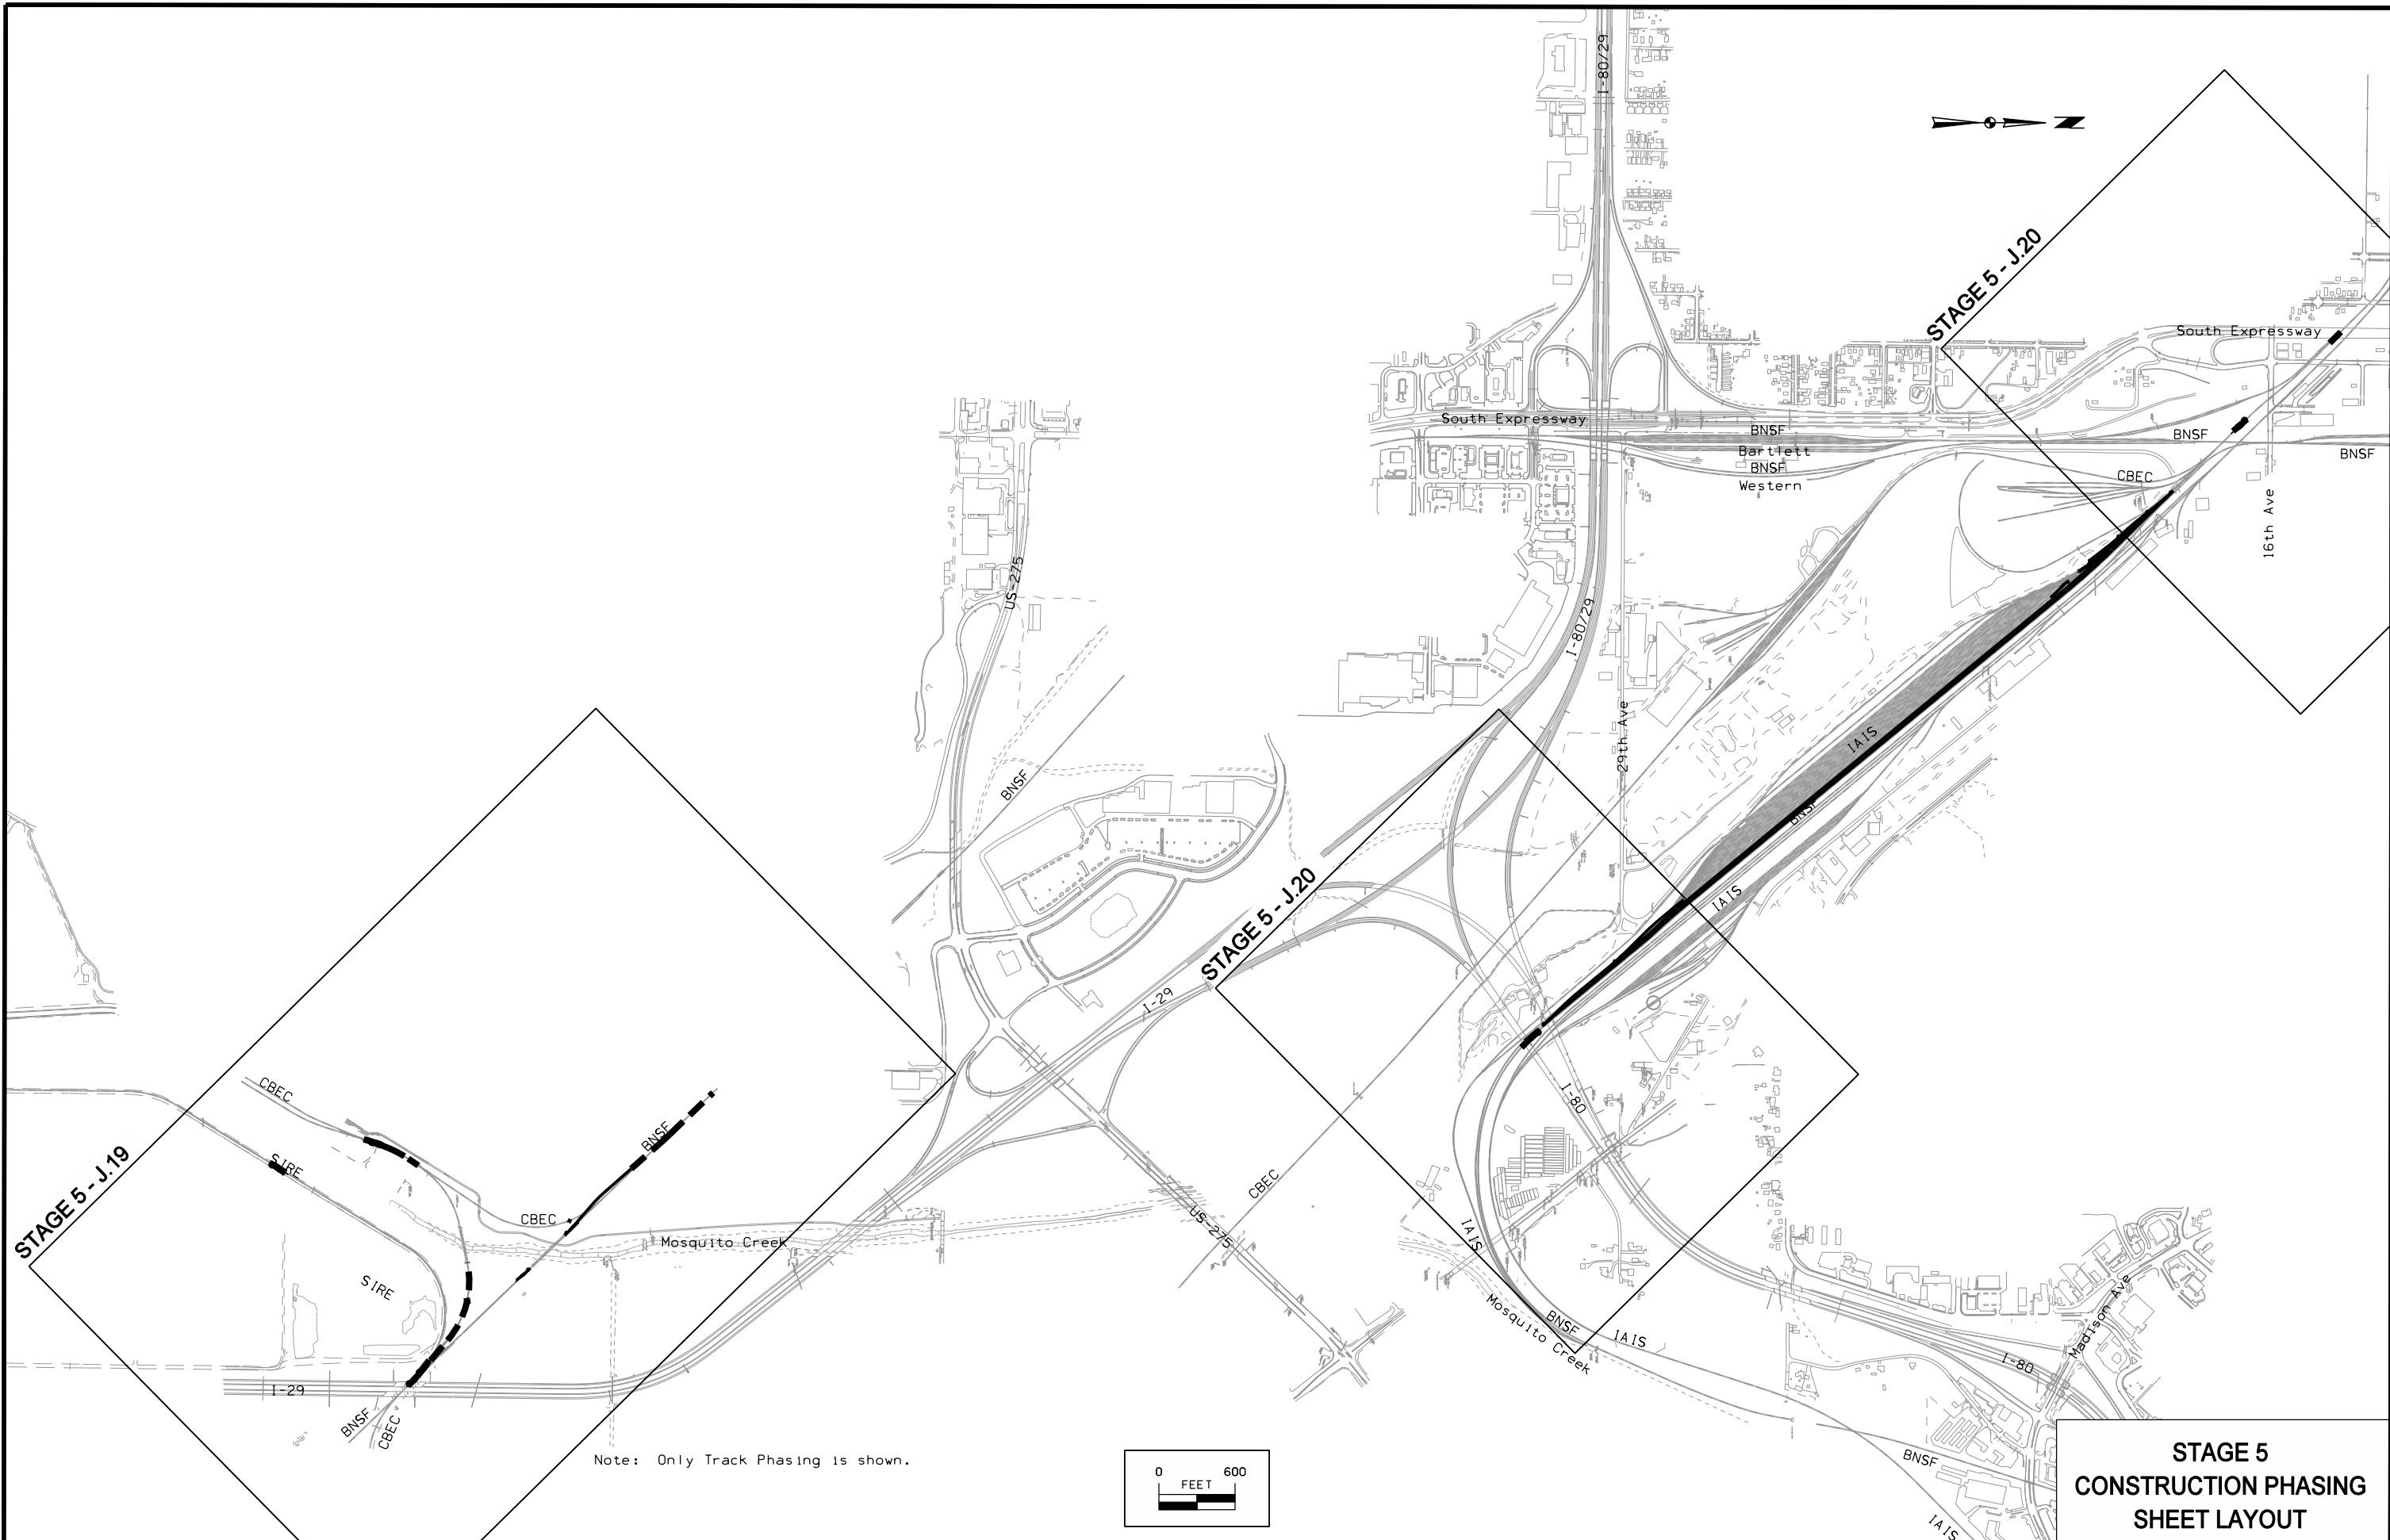 I-80/29
STAGE 5 - J.20
South Expressway
South Expressway
BNSF
BNSF
Bartlett
BNSF
BNSF
Western
CBEC
16th Ave
US-275
I-80/29
29th Ave
IAIS
BNSF
BNSF
IAIS
STAGE 5 - J.20
I-29
I-80
CBEC
SIRE
BNSF
STAGE 5 - J.19
CBEC
CBEC
Mosquito Creek
US-275
IAIS
SIRE
Mosquito Creek
BNSF
IAIS
Madison Ave
I-80
I-29
BNSF
CBEC
Note: Only Track Phasing is shown.
BNSF
IAIS
0 600
FEET
STAGE 5
CONSTRUCTION PHASING
SHEET LAYOUT